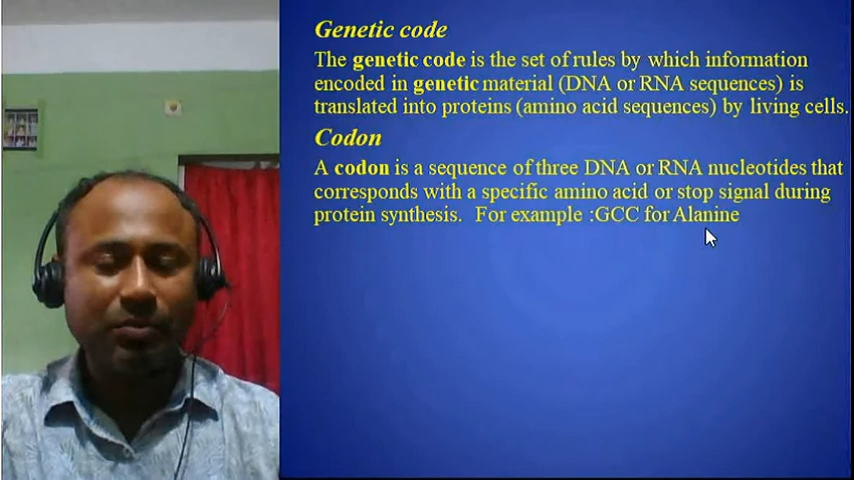 Genetic code
The genetic code is the set of rules by which information
encoded in genetic material (DNA or RNA sequences) is
translated into proteins (amino acid sequences) by living cells.
Codon
A codon is a sequence of three DNA or RNA nucleotides that
corresponds with a specific amino acid or stop signal during
protein synthesis. For example :GCC for Alanine